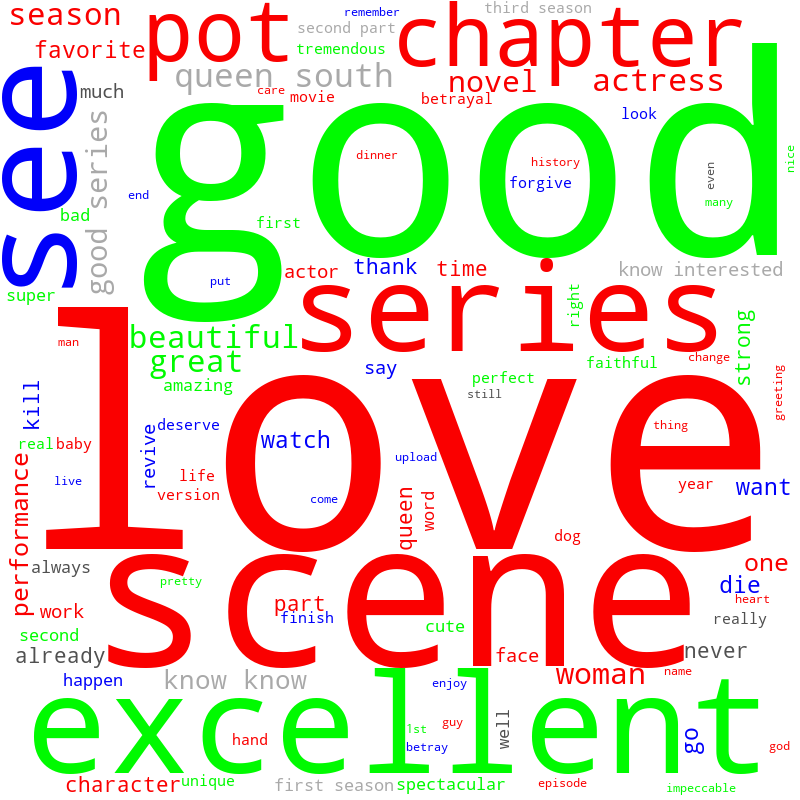 season
pot
remember
second part
tremendous
chapter
third season
favorite
see
much
queen south
care
movie
novel
betrayal
actress
look
good
good series
dinner
history
forgive
even
many
nice
bad
end
first
super
put
actor
thank
time
series
know interested
right
beautiful
great
amazing
man
say
perfect
still
faithful
change
strong
greeting
kill
deserve
revive
watch
love
thing
real
baby
live
life
version
upload
come
year
want
performance
queen
word
dog
scene
always
pretty
one
die
heart
work
part
finish
second
cute
really
already
face
never
happen
know know
enjoy
woman
name
excellent
1st
guy
hand
betray
well
go
god
character
unique
first season
spectacular
episode
impeccable